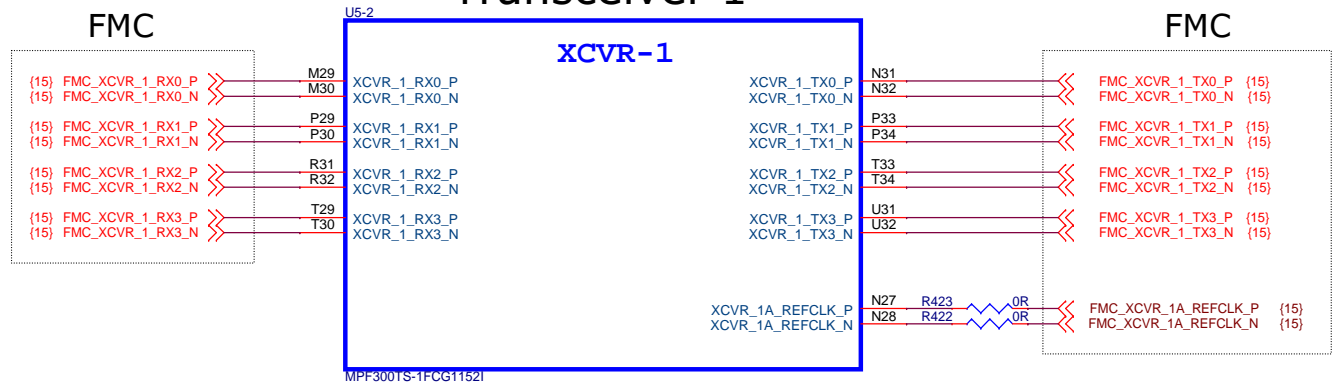 Transceiver 1
FMC
FMC
U5-2
XCVR-1
{15} FMC_XCVR_1_RX0_P M29 XCVR_1_RX0_P XCVR_1_TX0_P N31 FMC_XCVR_1_TX0_P {15}
{15} FMC_XCVR_1_RX0_N M30 XCVR_1_RX0_N XCVR_1_TX0_N N32 FMC_XCVR_1_TX0_N {15}
{15} FMC_XCVR_1_RX1_P P29 XCVR_1_RX1_P XCVR_1_TX1_P P33 FMC_XCVR_1_TX1_P {15}
{15} FMC_XCVR_1_RX1_N P30 XCVR_1_RX1_N XCVR_1_TX1_N P34 FMC_XCVR_1_TX1_N {15}
{15} FMC_XCVR_1_RX2_P R31 XCVR_1_RX2_P XCVR_1_TX2_P T33 FMC_XCVR_1_TX2_P {15}
{15} FMC_XCVR_1_RX2_N R32 XCVR_1_RX2_N XCVR_1_TX2_N T34 FMC_XCVR_1_TX2_N {15}
{15} FMC_XCVR_1_RX3_P T29 XCVR_1_RX3_P XCVR_1_TX3_P U31 FMC_XCVR_1_TX3_P {15}
{15} FMC_XCVR_1_RX3_N T30 XCVR_1_RX3_N XCVR_1_TX3_N U32 FMC_XCVR_1_TX3_N {15}
XCVR_1A_REFCLK_P N27 R423 0R FMC_XCVR_1A_REFCLK_P {15}
XCVR_1A_REFCLK_N N28 R422 0R FMC_XCVR_1A_REFCLK_N {15}
MPF300TS-1FCG1152I